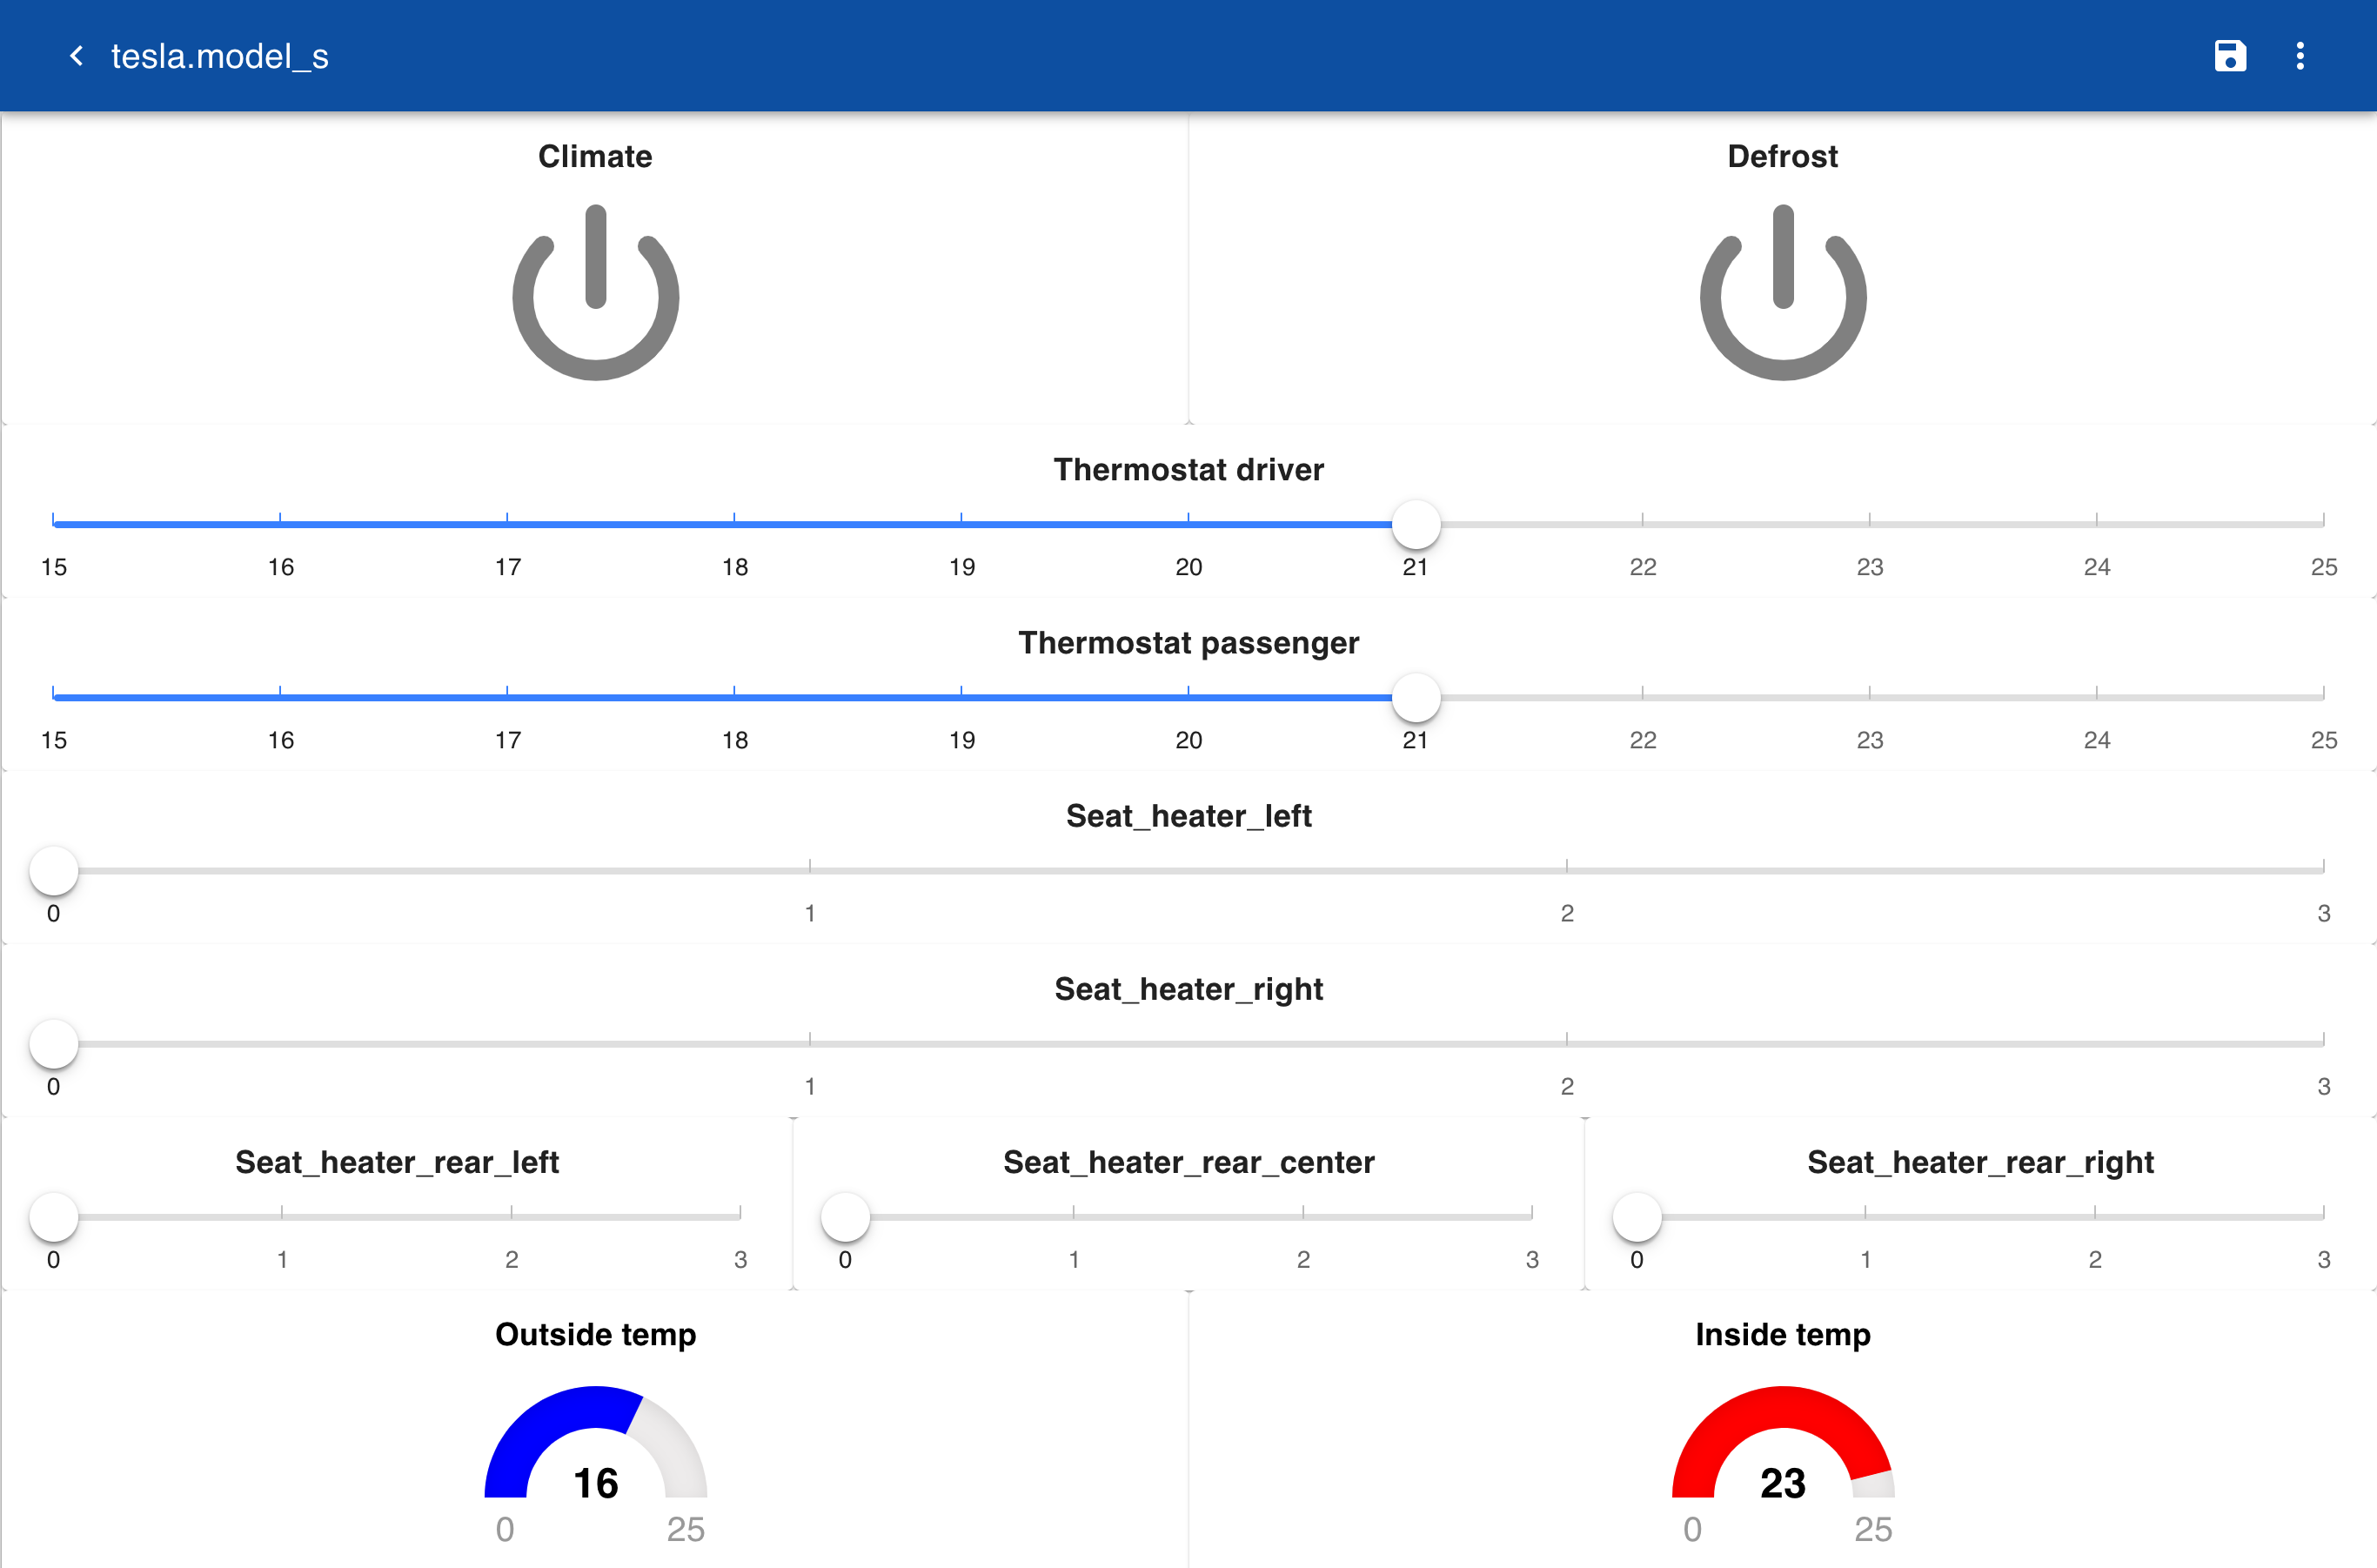 tesla.model_s
Climate
Defrost
Thermostat driver
15 16 17 18 19 20 21 22 23 24 25
Thermostat passenger
15 16 17 18 19 20 21 22 23 24 25
Seat_heater_left
0 1 2 3
Seat_heater_right
0 1 2 3
Seat_heater_rear_left
0 1 2 3
Seat_heater_rear_center
0 1 2 3
Seat_heater_rear_right
0 1 2 3
Outside temp
16
0 25
Inside temp
23
0 25